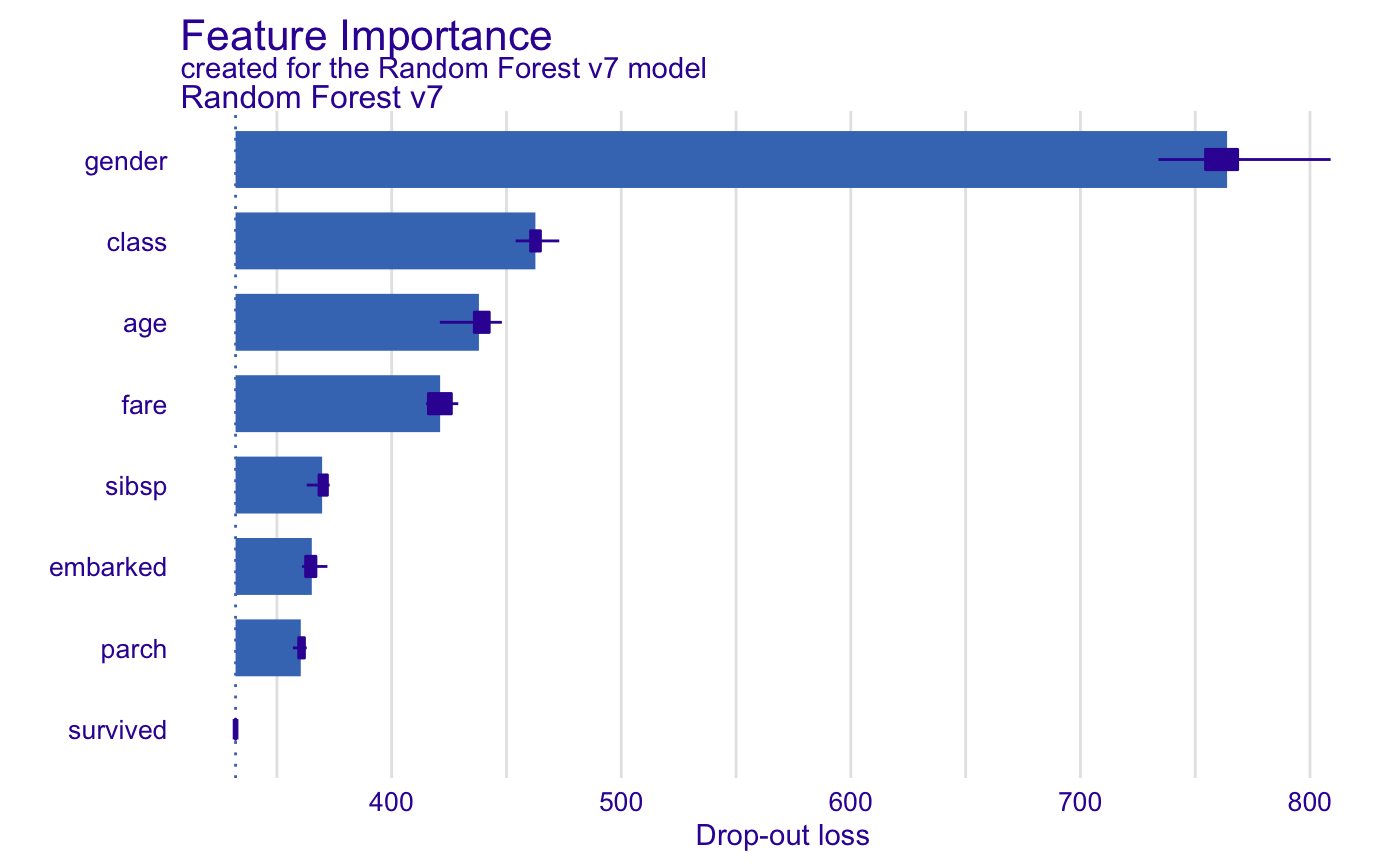 Feature Importance
created for the Random Forest v7 model
Random Forest v7
gender
class
age
fare
sibsp
embarked
parch
survived
400 500 600 700 800
Drop-out loss